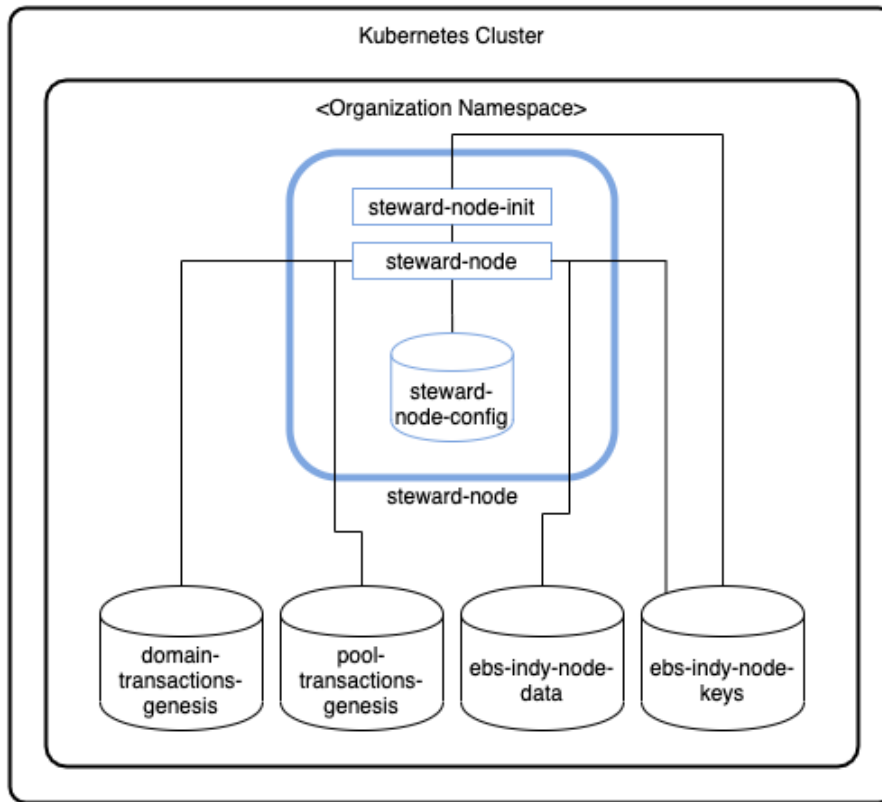 Kubernetes Cluster
<Organization Namespace>
steward-node-init
steward-node
steward-
node-config
steward-node
domain-
transactions-
genesis
pool-
transactions-
genesis
ebs-indy-node-
data
ebs-indy-node-
keys